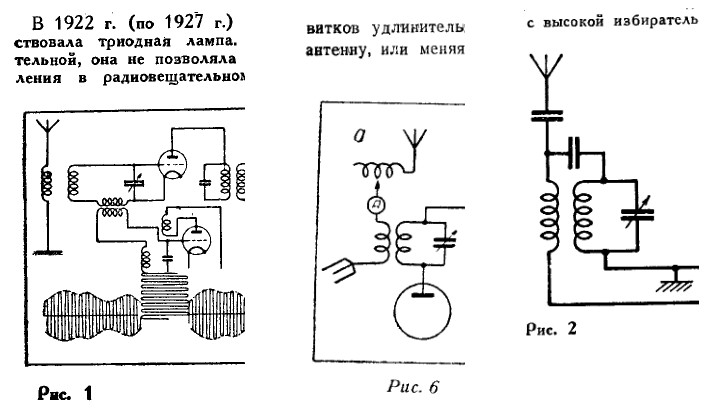 В 1922 г. (по 1927 г.)
ствовала триодная лампа.
тельной, она не позволяла
ления в радиовещательном
Рис. 1
витков удлинитель
антенну, или меняя
а
Д
Рис. 6
с высокой избиратель
Рис. 2